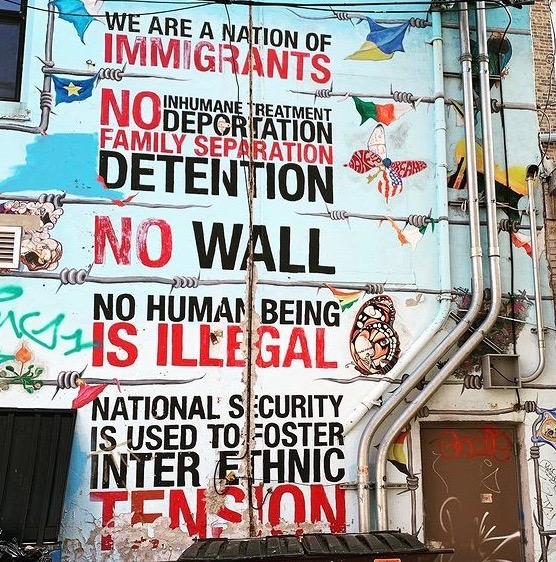 WE ARE A NATION OF
IMMIGRANTS
NO INHUMANE TREATMENT
DEPORTATION
FAMILY SEPARATION
DETENTION
NO WALL
NO HUMAN BEING
IS ILLEGAL
NATIONAL SECURITY
IS USED TO FOSTER
INTER ETHNIC
TENSION